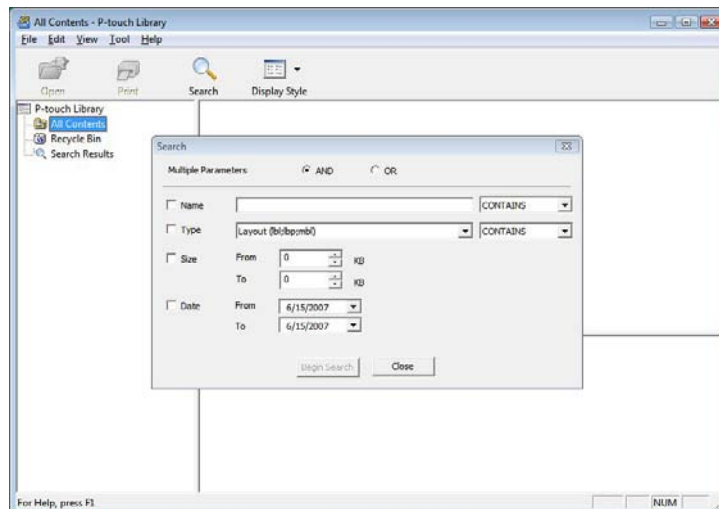 All Contents - P-touch Library
File Edit View Tool Help
Open Print Search Display Style
P-touch Library
All Contents
Recycle Bin
Search Results
Search
Multiple Parameters AND OR
Name CONTAINS
Type Layout (lbl;lbp;mbl) CONTAINS
Size From 0 KB
To 0 KB
Date From 6/15/2007
To 6/15/2007
Begin Search Close
For Help, press F1 NUM